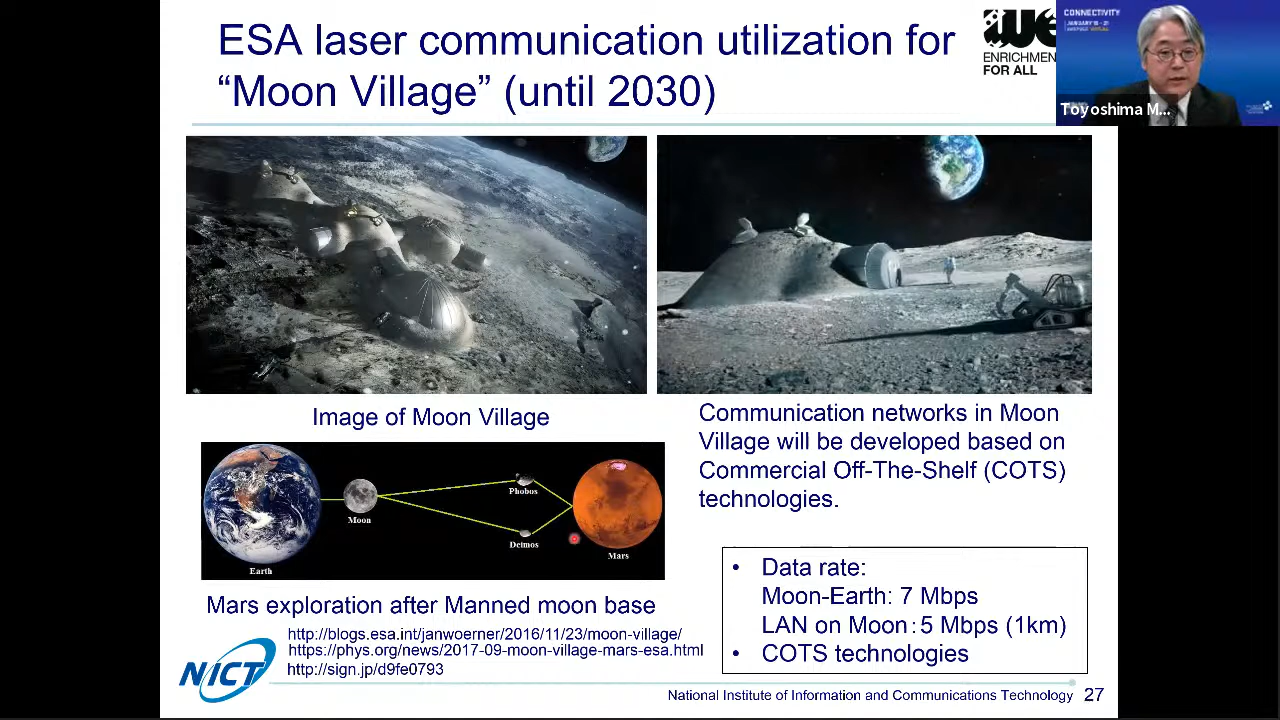 ESA laser communication utilization for
“Moon Village” (until 2030)
ENRICHMEN
FOR ALL
CONNECTIVITY
Toyoshima M...
Image of Moon Village
Communication networks in Moon
Village will be developed based on
Commercial Off-The-Shelf (COTS)
technologies.
Earth
Moon
Phobos
Deimos
Mars
Mars exploration after Manned moon base
• Data rate:
Moon-Earth: 7 Mbps
LAN on Moon：5 Mbps (1km)
• COTS technologies
http://blogs.esa.int/janwoerner/2016/11/23/moon-village/
https://phys.org/news/2017-09-moon-village-mars-esa.html
http://sign.jp/d9fe0793
NICT
National Institute of Information and Communications Technology 27